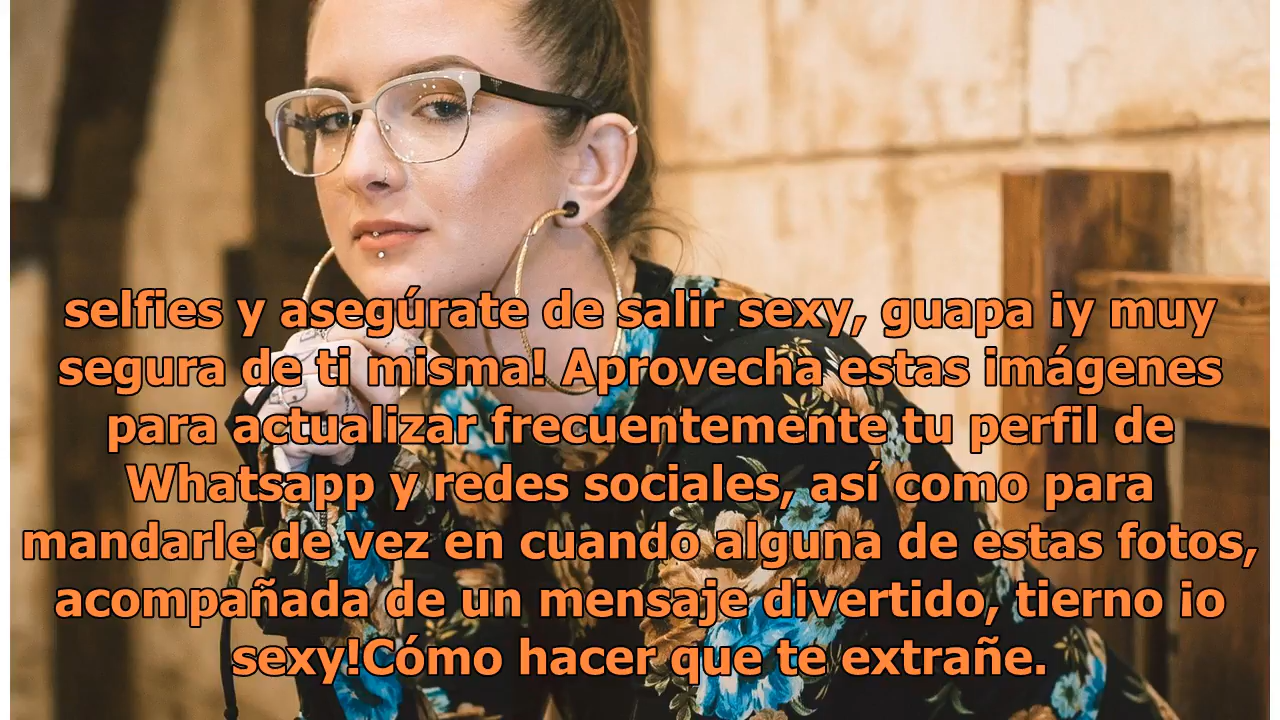 selfies y asegúrate de salir sexy, guapa ¡y muy
segura de ti misma! Aprovecha estas imágenes
para actualizar frecuentemente tu perfil de
Whatsapp y redes sociales, así como para
mandarle de vez en cuando alguna de estas fotos,
acompañada de un mensaje divertido, tierno ¡o
sexy!Cómo hacer que te extrañe.